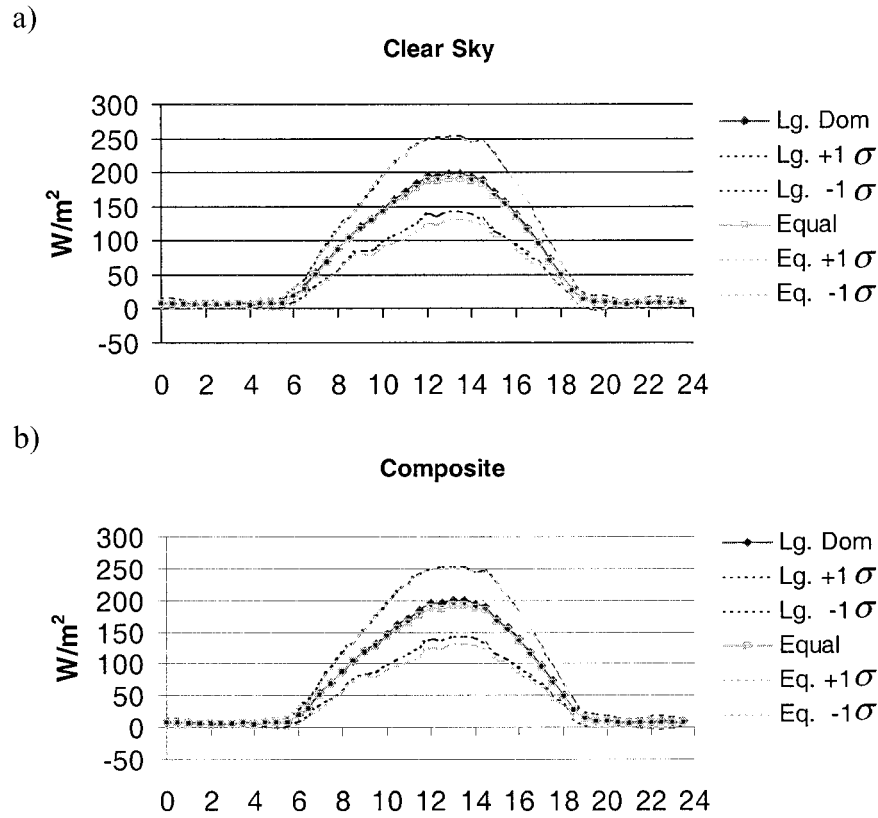 a)
Clear Sky
300
250
200
150
100
50
0
-50
W/m²
0 2 4 6 8 10 12 14 16 18 20 22 24
Lg. Dom
Lg. +1 σ
Lg. -1 σ
Equal
Eq. +1 σ
Eq. -1 σ
b)
Composite
300
250
200
150
100
50
0
-50
W/m²
0 2 4 6 8 10 12 14 16 18 20 22 24
Lg. Dom
Lg. +1 σ
Lg. -1 σ
Equal
Eq. +1 σ
Eq. -1 σ